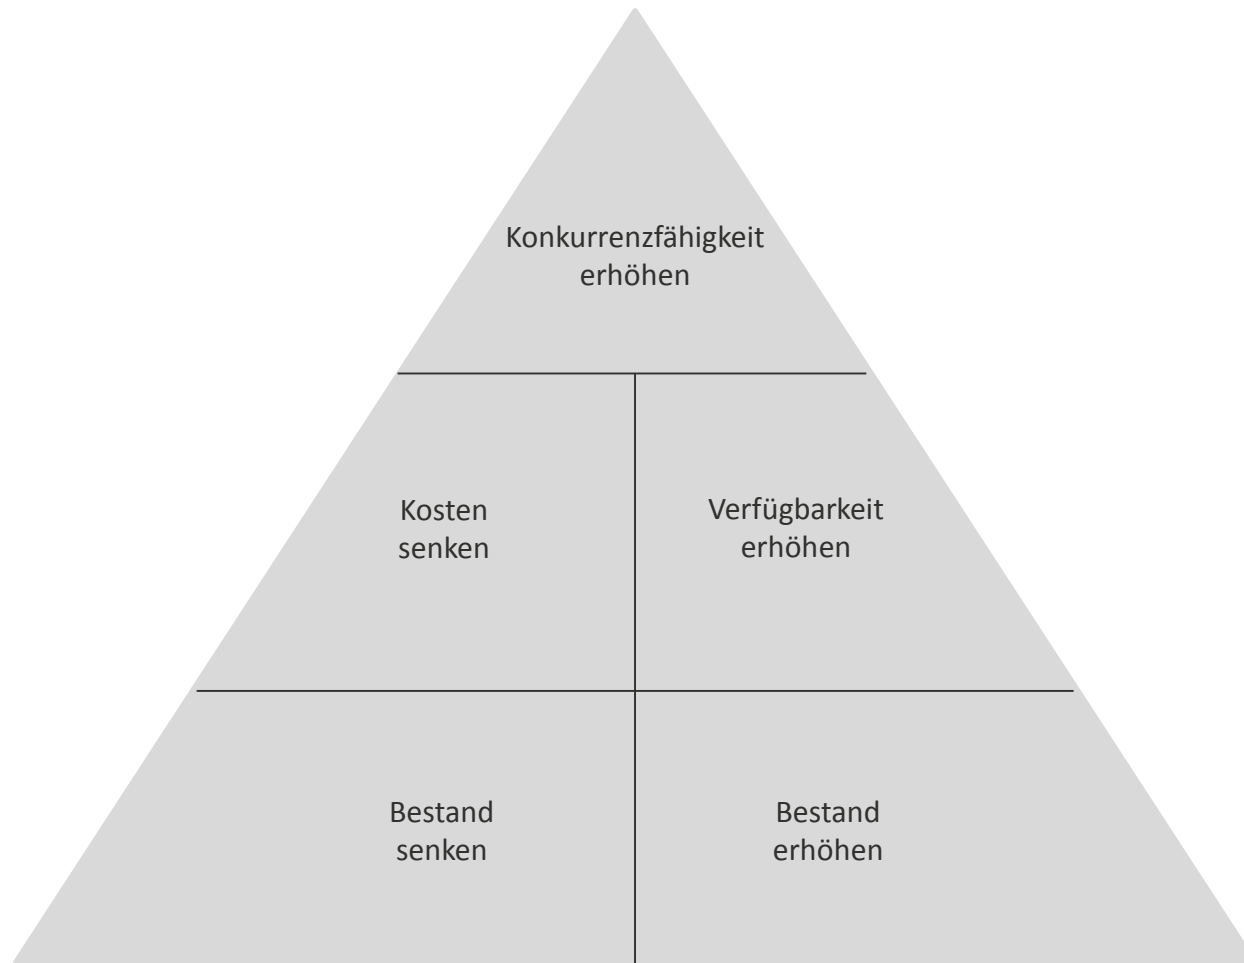 Konkurrenzfähigkeit
erhöhen
Kosten
senken
Verfügbarkeit
erhöhen
Bestand
senken
Bestand
erhöhen